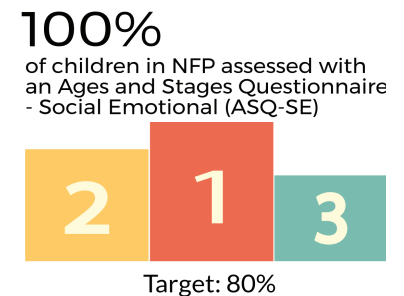 100%
of children in NFP assessed with
an Ages and Stages Questionnaire
- Social Emotional (ASQ-SE)
2 1 3
Target: 80%